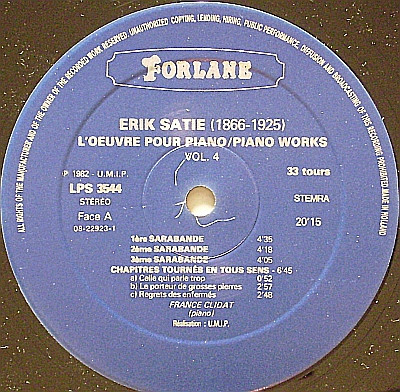 ALL RIGHTS OF THE MANUFACTURER AND OF THE OWNER OF THE RECORDED WORK RESERVED. UNAUTHORIZED COPYING, LENDING, HIRING, PUBLIC PERFORMANCE, DIFFUSION AND BROADCASTING OF THIS RECORDING PROHIBITED. MADE IN HOLLAND
FORLANE
ERIK SATIE (1866-1925)
L'OEUVRE POUR PIANO/PIANO WORKS
VOL. 4
P 1982 - U.M.I.P.
33 tours
LPS 3544
STÉRÉO
STEMRA
Face A
20'15
08-22923-1
1ère SARABANDE 4'35
2ème SARABANDE 4'18
3ème SARABANDE 4'05
CHAPITRES TOURNÉS EN TOUS SENS - 6'45
a) Celle qui parle trop 0'52
b) Le porteur de grosses pierres 2'57
c) Regrets des enfermés 2'48
FRANCE CLIDAT
(piano)
Réalisation : U.M.I.P.